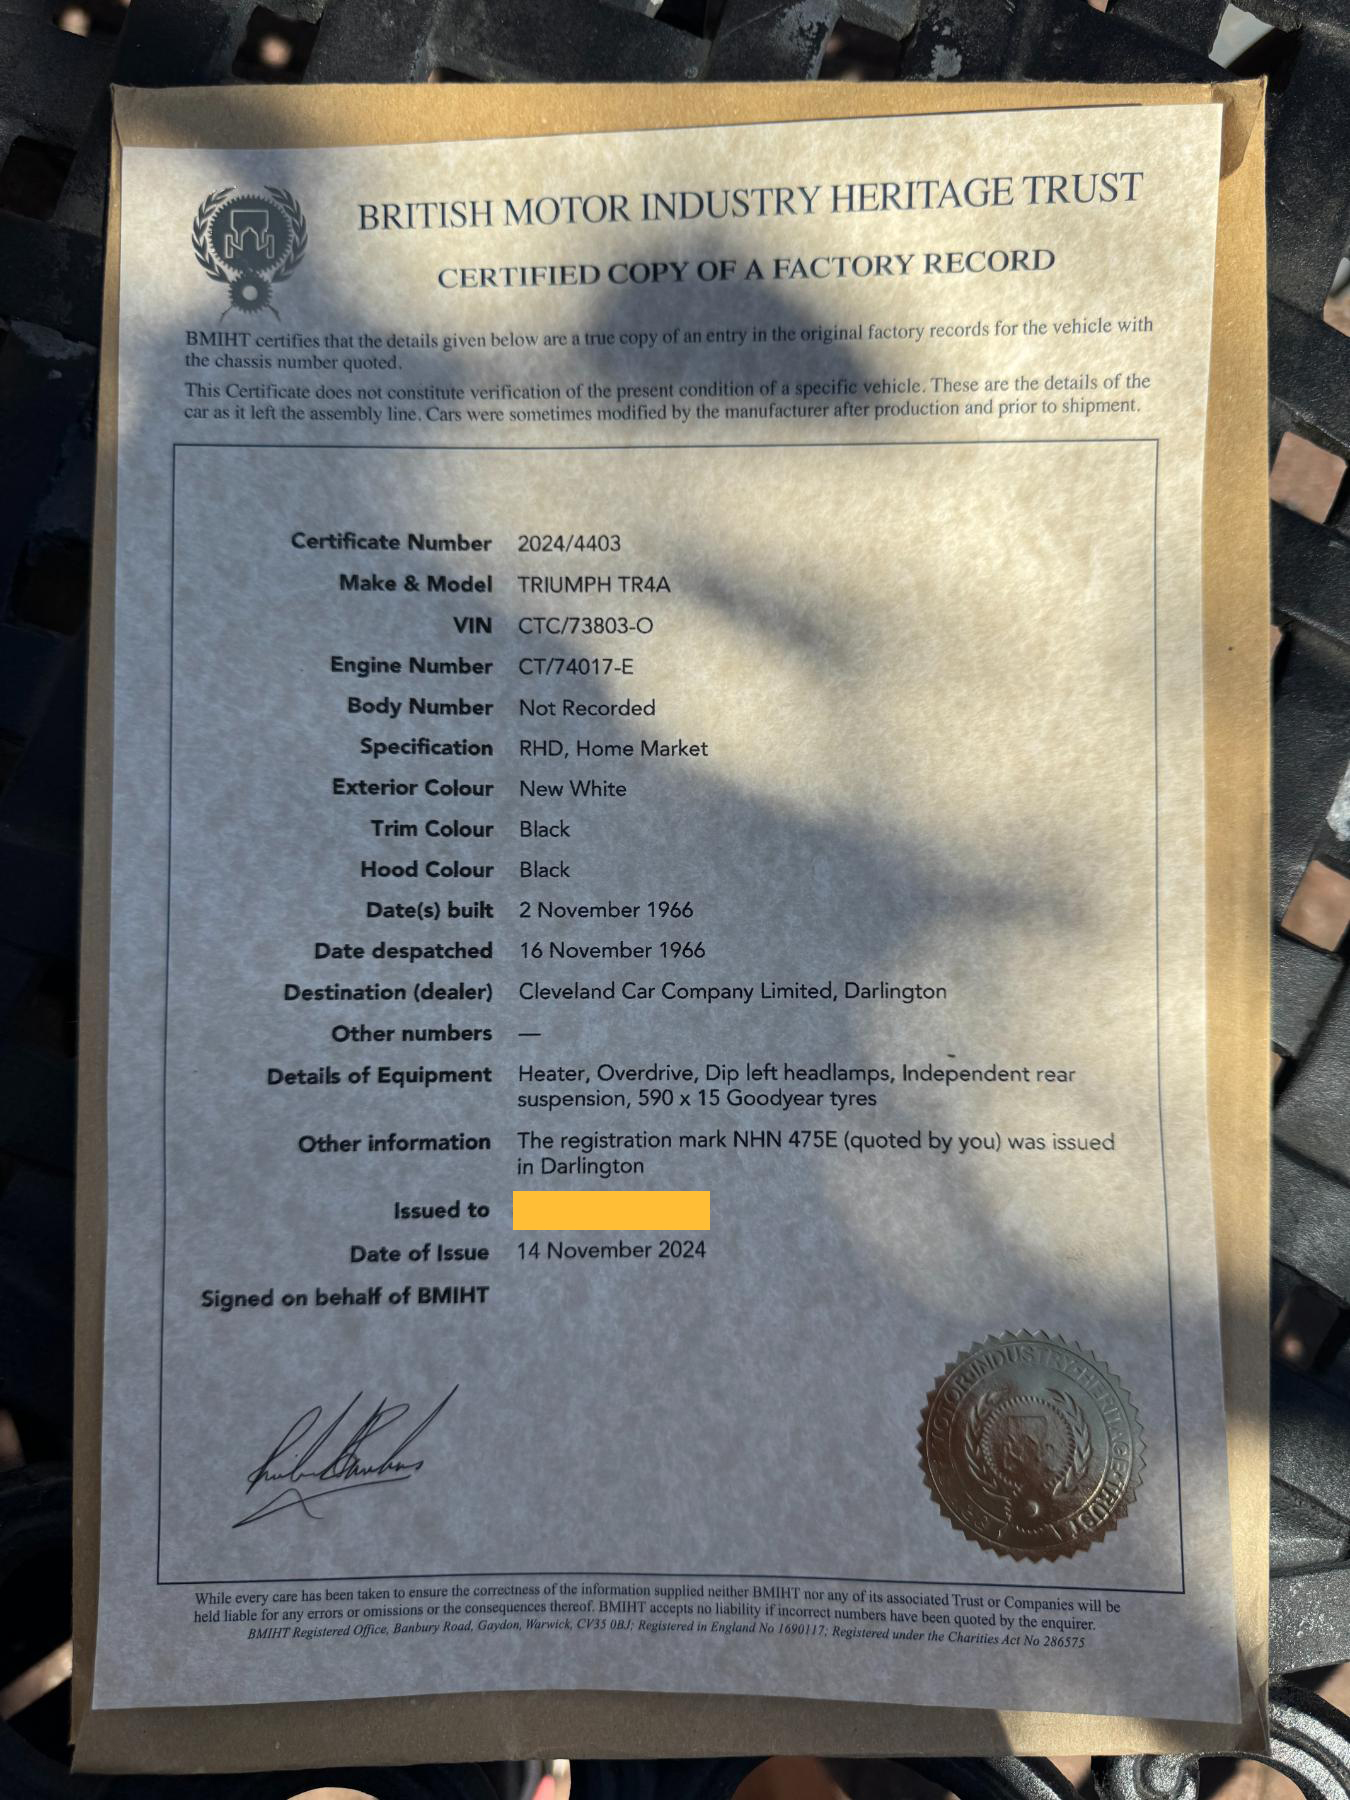 BRITISH MOTOR INDUSTRY HERITAGE TRUST
CERTIFIED COPY OF A FACTORY RECORD
BMIHT certifies that the details given below are a true copy of an entry in the original factory records for the vehicle with
the chassis number quoted.
This Certificate does not constitute verification of the present condition of a specific vehicle. These are the details of the
car as it left the assembly line. Cars were sometimes modified by the manufacturer after production and prior to shipment.
Certificate Number 2024/4403
Make & Model TRIUMPH TR4A
VIN CTC/73803-O
Engine Number CT/74017-E
Body Number Not Recorded
Specification RHD, Home Market
Exterior Colour New White
Trim Colour Black
Hood Colour Black
Date(s) built 2 November 1966
Date despatched 16 November 1966
Destination (dealer) Cleveland Car Company Limited, Darlington
Other numbers —
Details of Equipment Heater, Overdrive, Dip left headlamps, Independent rear
suspension, 590 x 15 Goodyear tyres
Other information The registration mark NHN 475E (quoted by you) was issued
in Darlington
Issued to
Date of Issue 14 November 2024
Signed on behalf of BMIHT
MOTOR INDUSTRY HERITAGE TRUST
While every care has been taken to ensure the correctness of the information supplied neither BMIHT nor any of its associated Trust or Companies will be
held liable for any errors or omissions or the consequences thereof. BMIHT accepts no liability if incorrect numbers have been quoted by the enquirer.
BMIHT Registered Office, Banbury Road, Gaydon, Warwick, CV35 0BJ; Registered in England No 1690117; Registered under the Charities Act No 286575